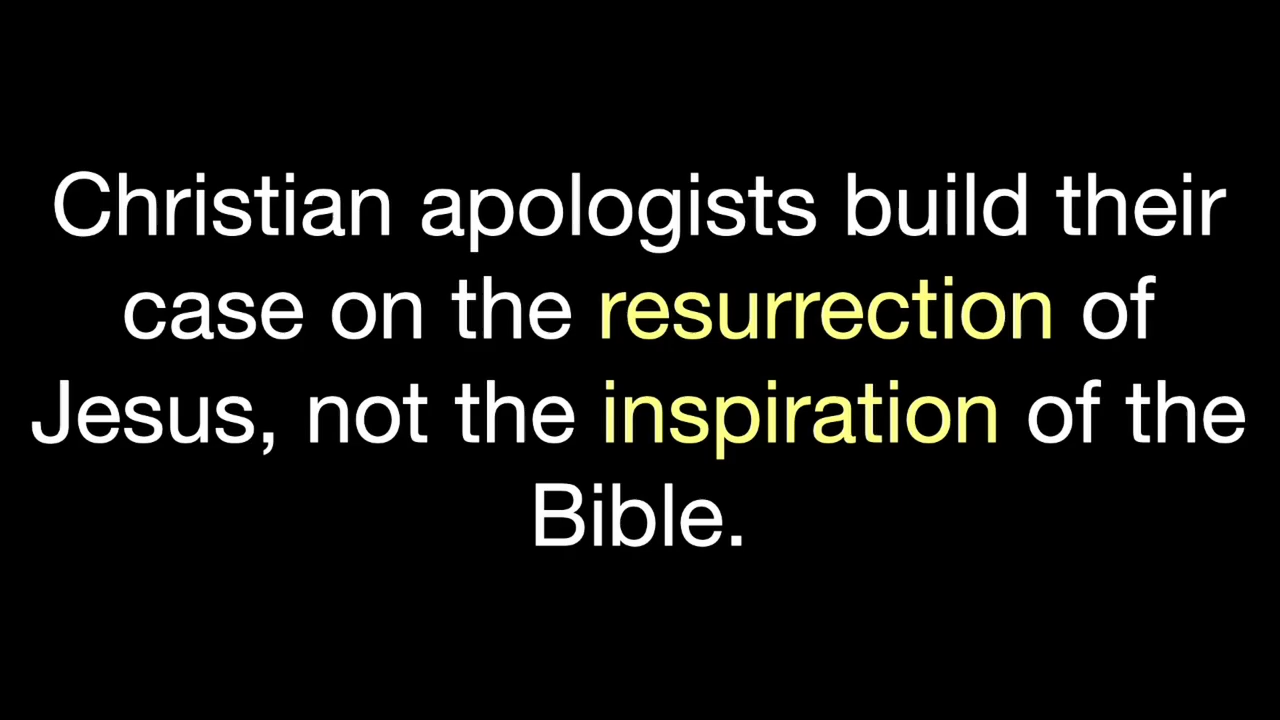 Christian apologists build their
case on the resurrection of
Jesus, not the inspiration of the
Bible.